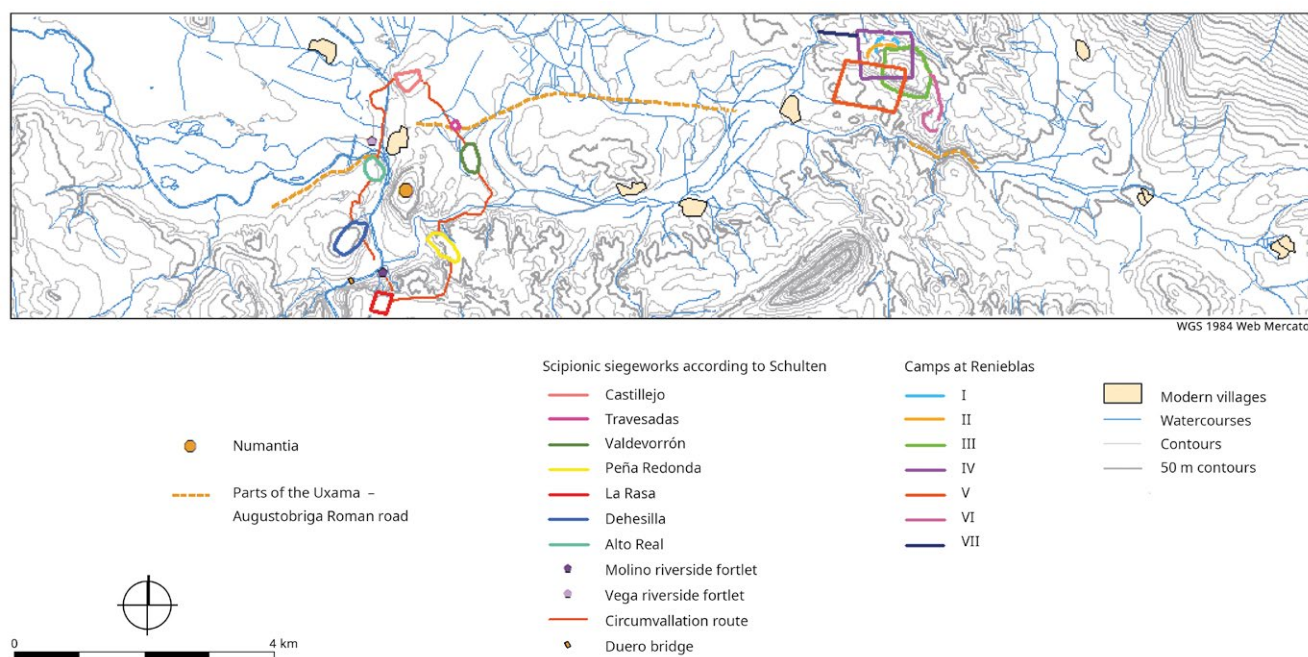 WGS 1984 Web Mercato
Numantia
Parts of the Uxama –
Augustobriga Roman road
0
4 km
Scipionic siegeworks according to Schulten
Castillejo
Travesadas
Valdevorrón
Peña Redonda
La Rasa
Dehesilla
Alto Real
Molino riverside fortlet
Vega riverside fortlet
Circumvallation route
Duero bridge
Camps at Renieblas
I
II
III
IV
V
VI
VII
Modern villages
Watercourses
Contours
50 m contours